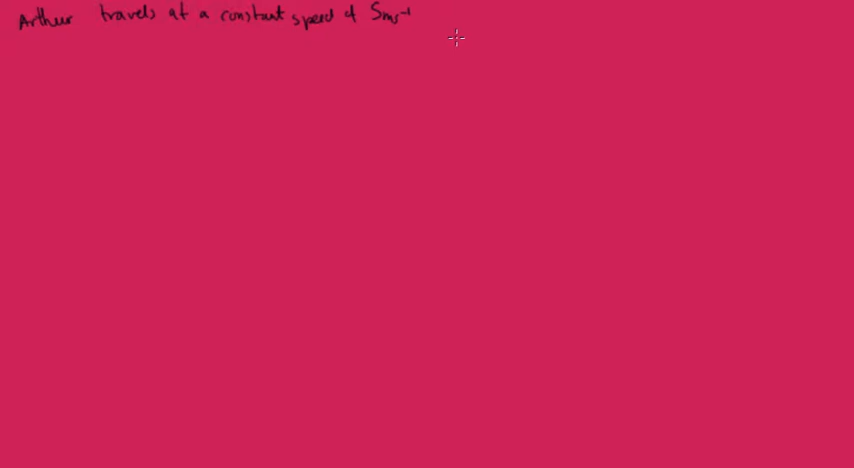 Arthur travels at a constant speed of 5ms⁻¹